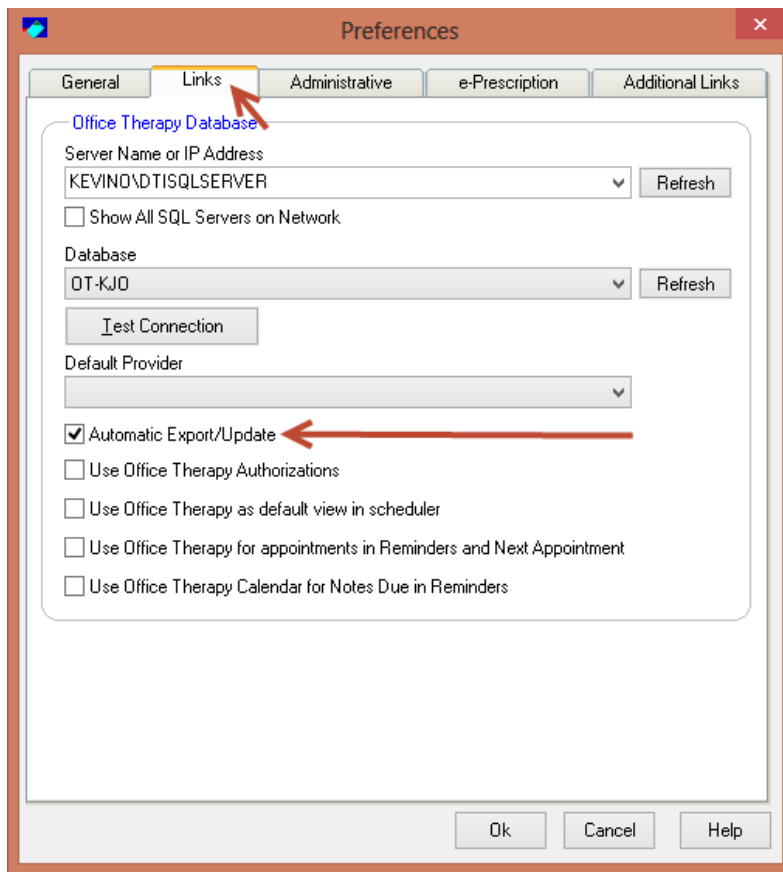 Preferences
General Links Administrative e-Prescription Additional Links
Office Therapy Database
Server Name or IP Address
KEVINO\DTISQLSERVER Refresh
Show All SQL Servers on Network
Database
OT-KJO Refresh
Test Connection
Default Provider
Automatic Export/Update
Use Office Therapy Authorizations
Use Office Therapy as default view in scheduler
Use Office Therapy for appointments in Reminders and Next Appointment
Use Office Therapy Calendar for Notes Due in Reminders
Ok Cancel Help